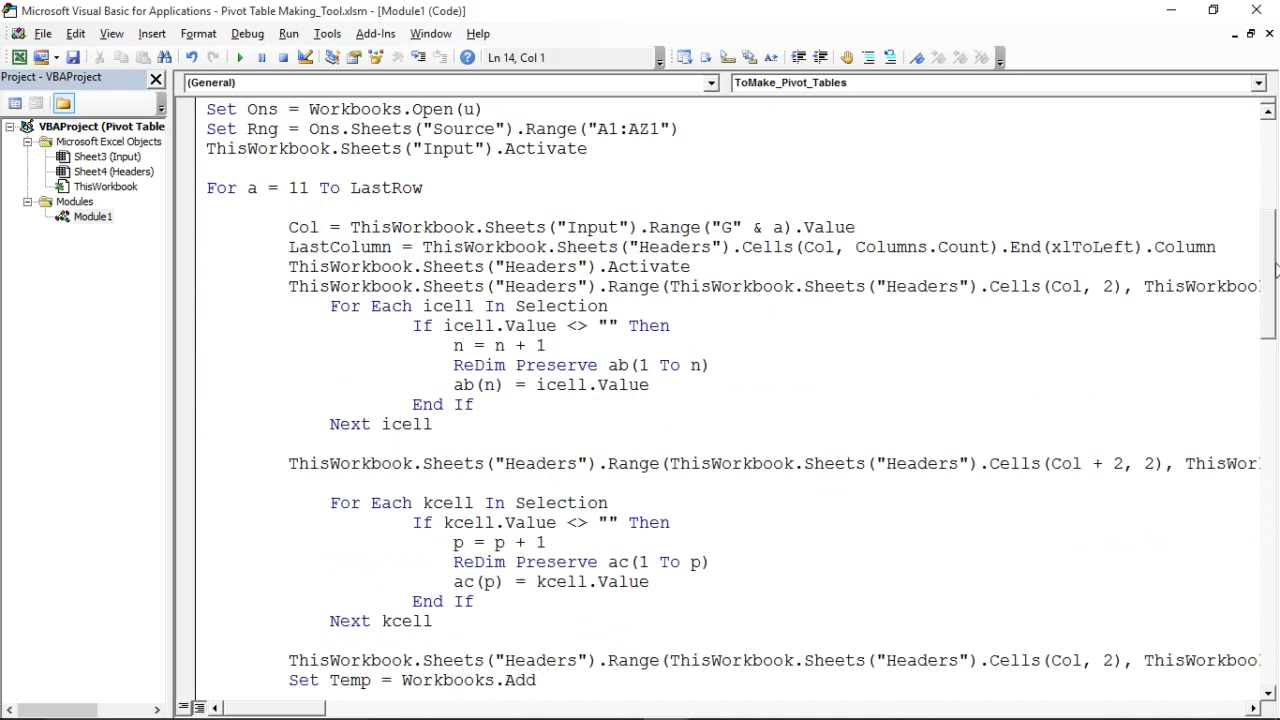 Microsoft Visual Basic for Applications - Pivot Table Making_Tool.xlsm - [Module1 (Code)]
File Edit View Insert Format Debug Run Tools Add-Ins Window Help
Ln 14, Col 1
Project - VBAProject
(General)
ToMake_Pivot_Tables
VBAProject (Pivot Table
Microsoft Excel Objects
Sheet3 (Input)
Sheet4 (Headers)
ThisWorkbook
Modules
Module1
Set Ons = Workbooks.Open(u)
Set Rng = Ons.Sheets("Source").Range("A1:AZ1")
ThisWorkbook.Sheets("Input").Activate
For a = 11 To LastRow
Col = ThisWorkbook.Sheets("Input").Range("G" & a).Value
LastColumn = ThisWorkbook.Sheets("Headers").Cells(Col, Columns.Count).End(xlToLeft).Column
ThisWorkbook.Sheets("Headers").Activate
ThisWorkbook.Sheets("Headers").Range(ThisWorkbook.Sheets("Headers").Cells(Col, 2), ThisWorkbo
For Each icell In Selection
If icell.Value <> "" Then
n = n + 1
ReDim Preserve ab(1 To n)
ab(n) = icell.Value
End If
Next icell
ThisWorkbook.Sheets("Headers").Range(ThisWorkbook.Sheets("Headers").Cells(Col + 2, 2), ThisWor
For Each kcell In Selection
If kcell.Value <> "" Then
p = p + 1
ReDim Preserve ac(1 To p)
ac(p) = kcell.Value
End If
Next kcell
ThisWorkbook.Sheets("Headers").Range(ThisWorkbook.Sheets("Headers").Cells(Col, 2), ThisWorkbo
Set Temp = Workbooks.Add